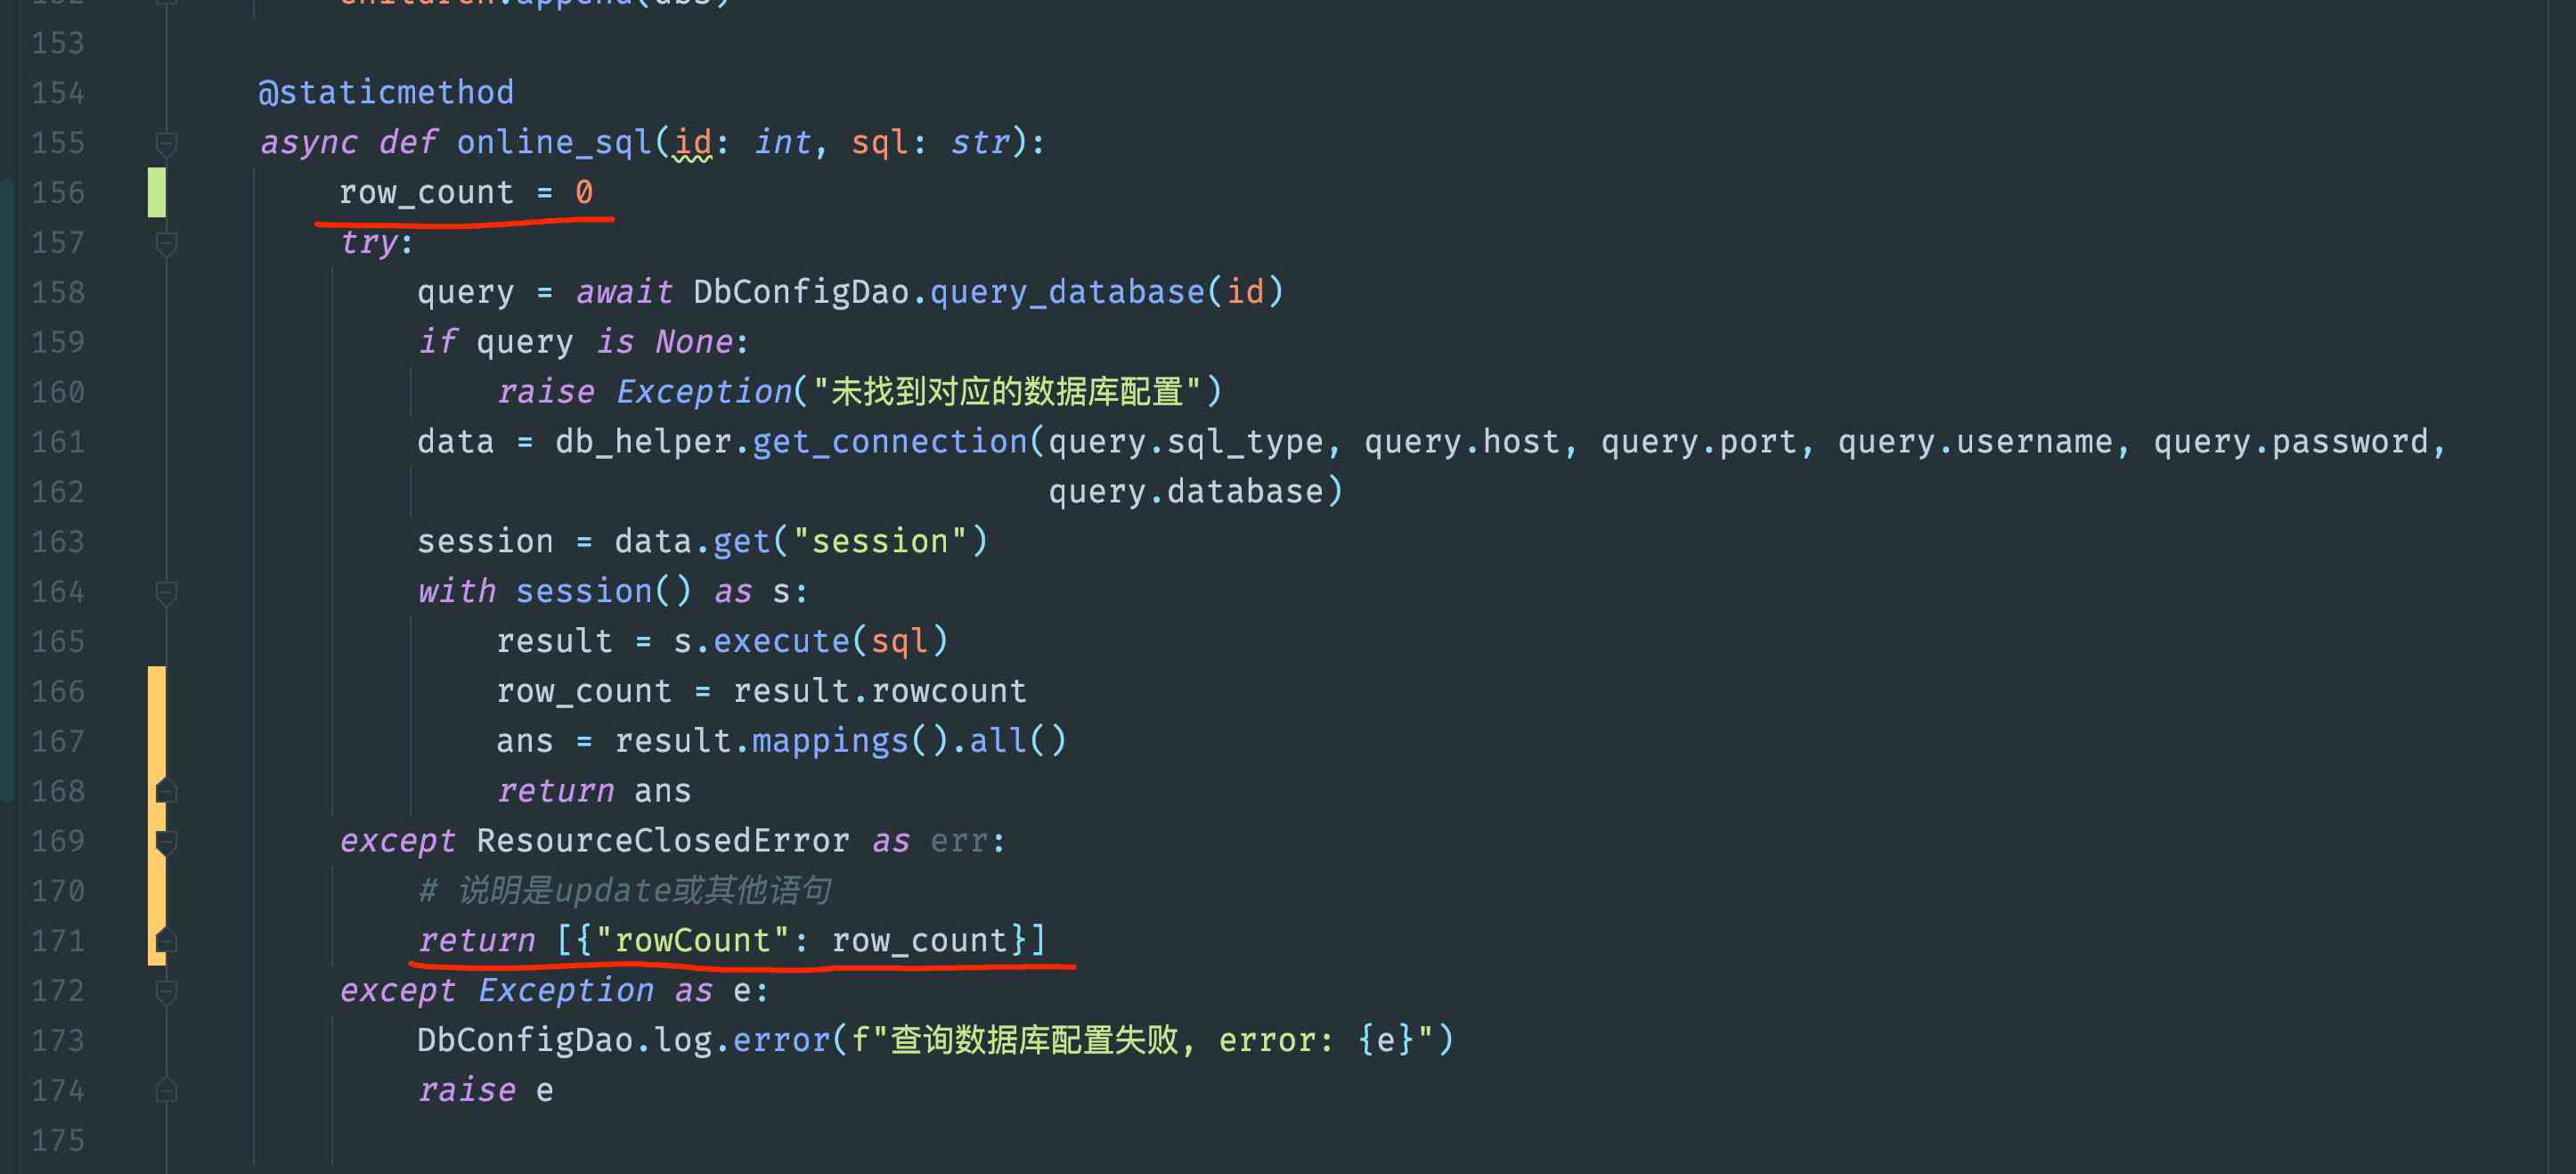 children.append(dbs)
153
154 @staticmethod
155 async def online_sql(id: int, sql: str):
156 row_count = 0
157 try:
158 query = await DbConfigDao.query_database(id)
159 if query is None:
160 raise Exception("未找到对应的数据库配置")
161 data = db_helper.get_connection(query.sql_type, query.host, query.port, query.username, query.password,
162 query.database)
163 session = data.get("session")
164 with session() as s:
165 result = s.execute(sql)
166 row_count = result.rowcount
167 ans = result.mappings().all()
168 return ans
169 except ResourceClosedError as err:
170 # 说明是update或其他语句
171 return [{"rowCount": row_count}]
172 except Exception as e:
173 DbConfigDao.log.error(f"查询数据库配置失败, error: {e}")
174 raise e
175